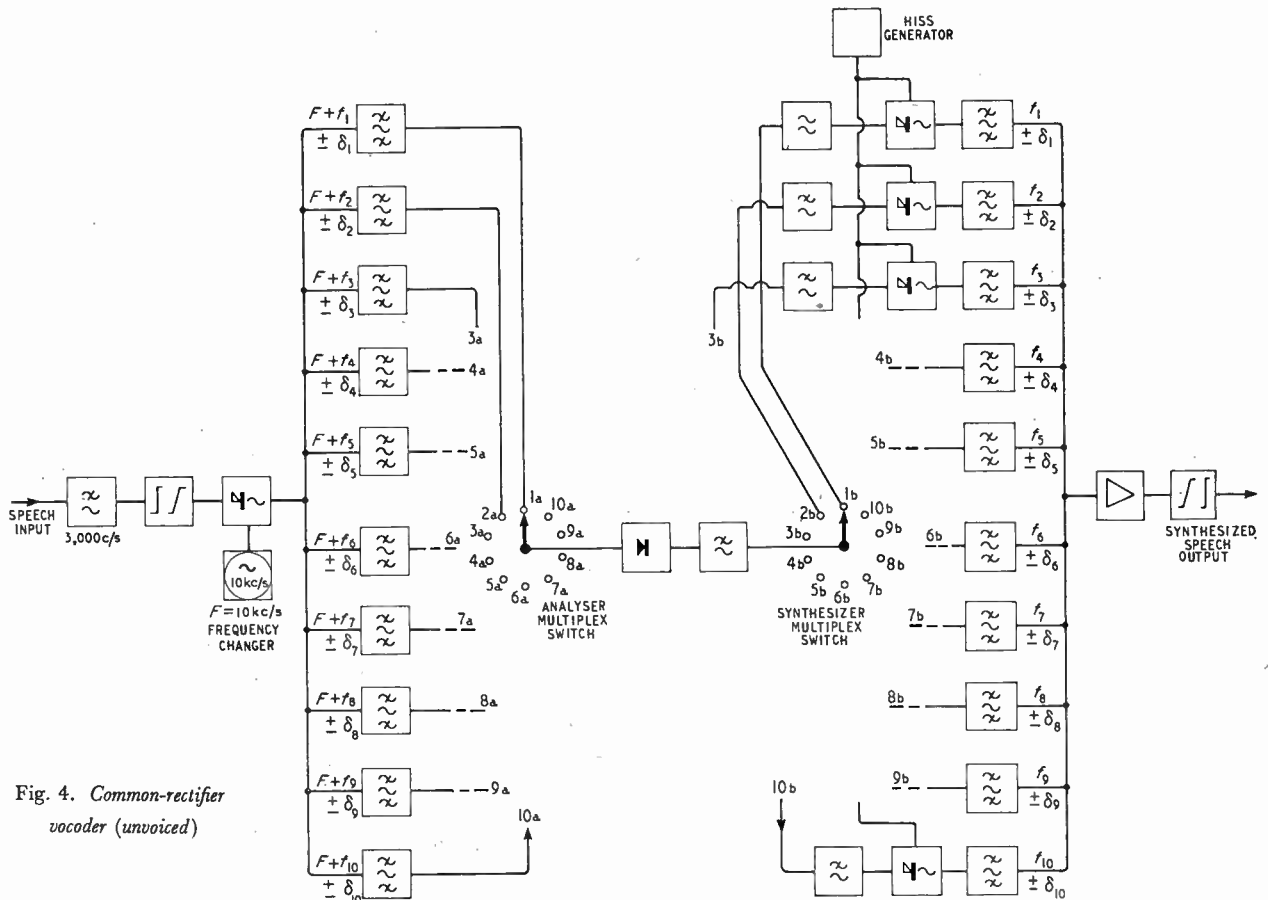 HISS
GENERATOR
F+f₁
± δ₁
F+f₂
± δ₂
F+f₃
± δ₃
3a
F+f₄
± δ₄
4a
F+f₅
± δ₅
5a
F+f₆
± δ₆
6a
F+f₇
± δ₇
7a
F+f₈
± δ₈
8a
F+f₉
± δ₉
9a
F+f₁₀
± δ₁₀
10a
SPEECH
INPUT
3,000c/s
10kc/s
F=10kc/s
FREQUENCY
CHANGER
1a
2a
3a
4a
5a
6a
7a
8a
9a
10a
ANALYSER
MULTIPLEX
SWITCH
1b
2b
3b
4b
5b
6b
7b
8b
9b
10b
SYNTHESIZER
MULTIPLEX
SWITCH
f₁
± δ₁
f₂
± δ₂
3b
f₃
± δ₃
4b
f₄
± δ₄
5b
f₅
± δ₅
6b
f₆
± δ₆
7b
f₇
± δ₇
8b
f₈
± δ₈
9b
f₉
± δ₉
10b
f₁₀
± δ₁₀
SYNTHESIZED
SPEECH
OUTPUT
Fig. 4. Common-rectifier
vocoder (unvoiced)